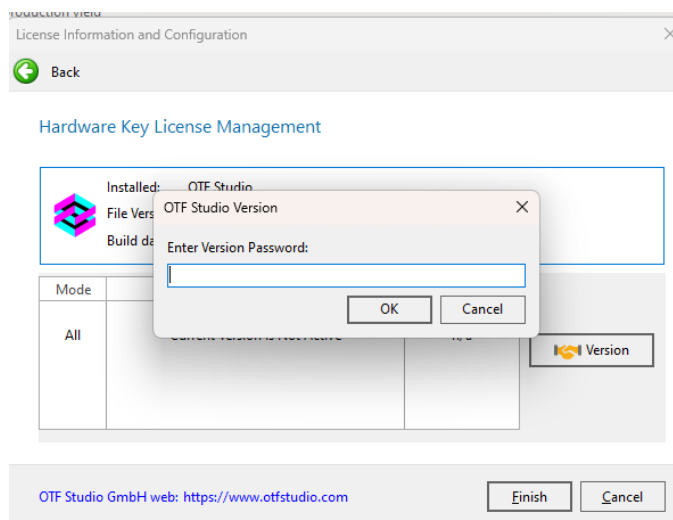 production yield
License Information and Configuration
Back
Hardware Key License Management
Installed: OTF Studio
File Vers
Build da
OTF Studio Version
Enter Version Password:
OK Cancel
Mode
All Current Version Is Not Active n/a
Version
OTF Studio GmbH web: https://www.otfstudio.com
Finish Cancel